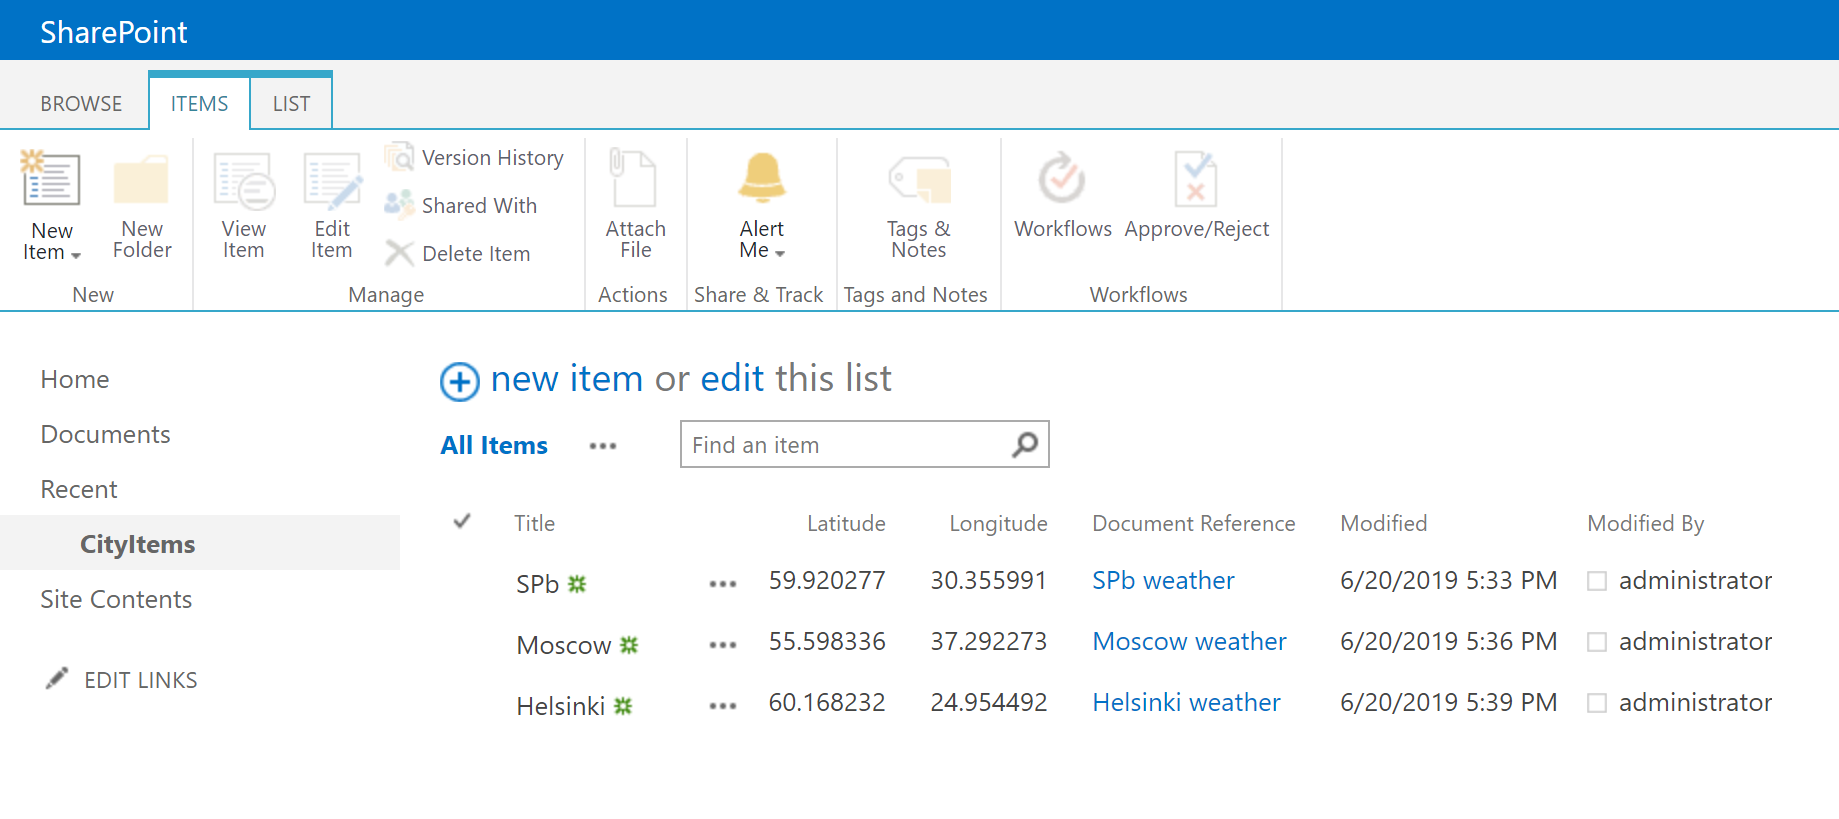 SharePoint
BROWSE ITEMS LIST
New Item
New Folder
New
View Item
Edit Item
Version History
Shared With
Delete Item
Manage
Attach File
Actions
Alert Me
Share & Track
Tags & Notes
Tags and Notes
Workflows
Approve/Reject
Workflows
Home
Documents
Recent
CityItems
Site Contents
EDIT LINKS
new item or edit this list
All Items ••• Find an item
Title Latitude Longitude Document Reference Modified Modified By
SPb ••• 59.920277 30.355991 SPb weather 6/20/2019 5:33 PM administrator
Moscow ••• 55.598336 37.292273 Moscow weather 6/20/2019 5:36 PM administrator
Helsinki ••• 60.168232 24.954492 Helsinki weather 6/20/2019 5:39 PM administrator